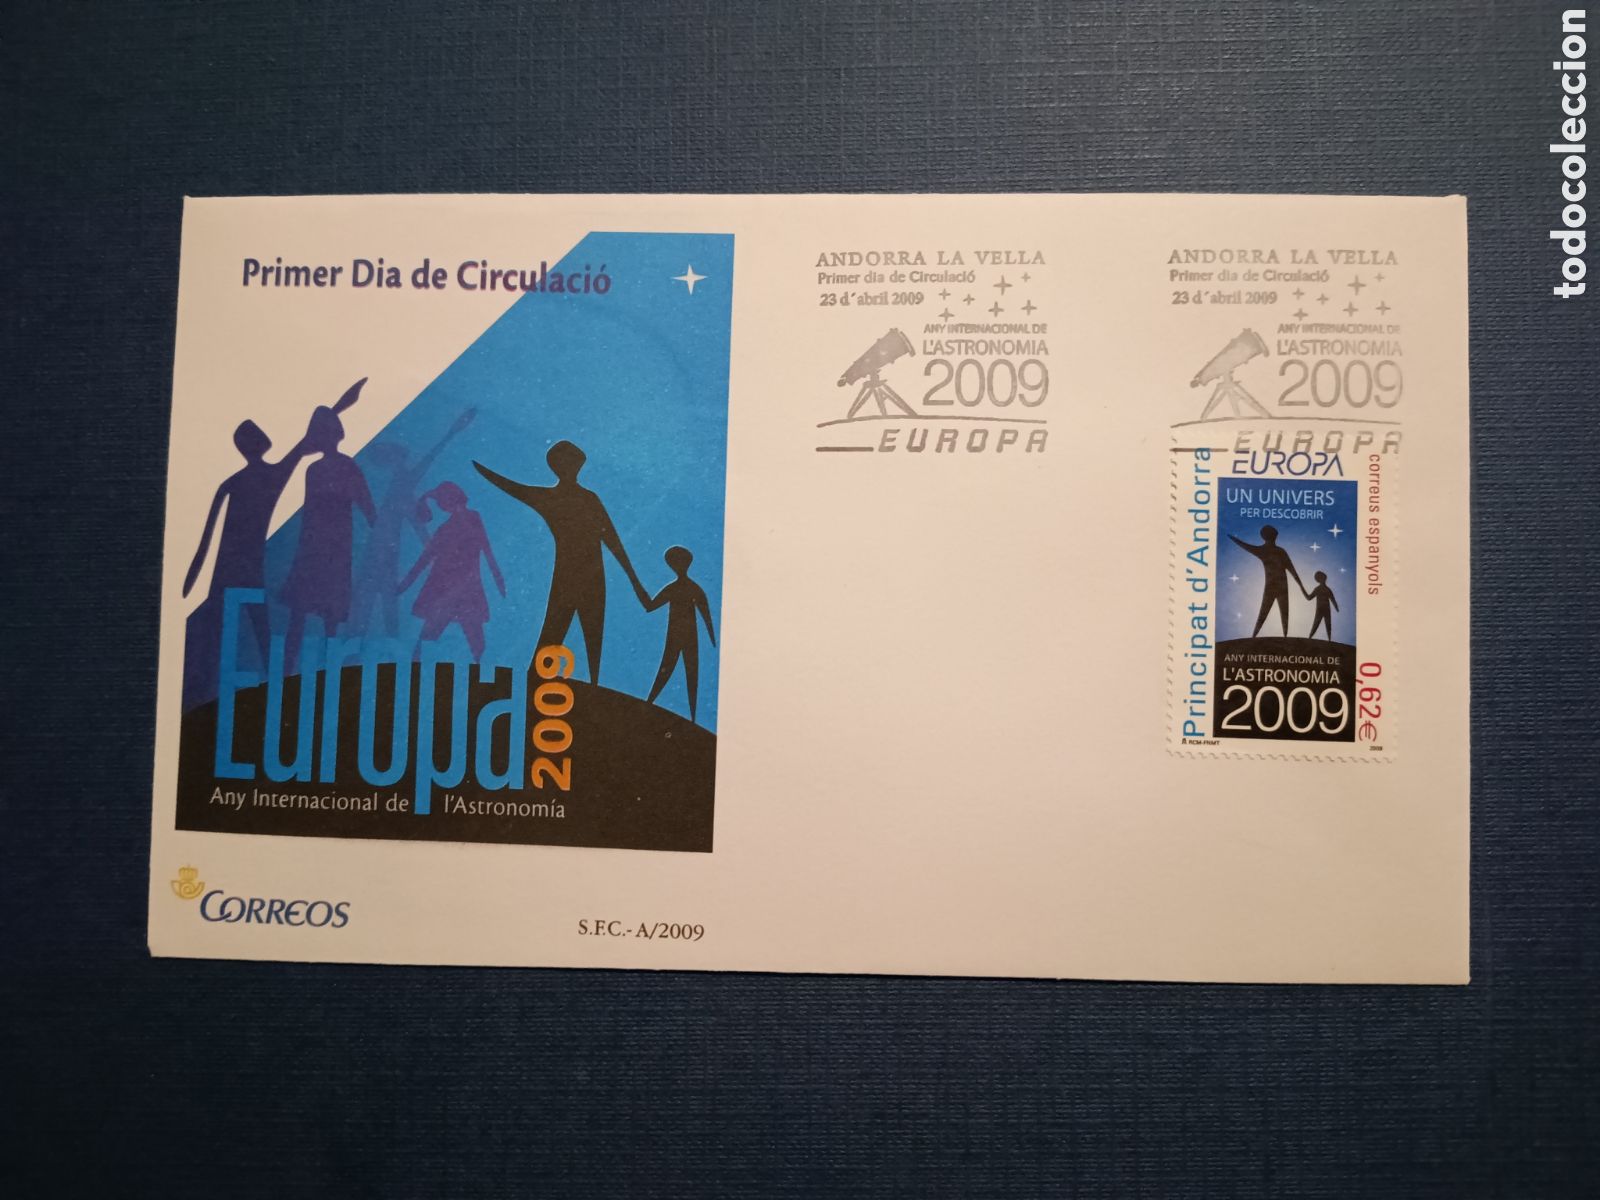 todocoleccion
Primer Dia de Circulació
Europa
2009
Any Internacional de l'Astronomía
CORREOS
S.F.C.- A/2009
ANDORRA LA VELLA
Primer dia de Circulació
23 d'abril 2009
ANY INTERNACIONAL DE
L'ASTRONOMIA
2009
EUROPA
ANDORRA LA VELLA
Primer dia de Circulació
23 d'abril 2009
ANY INTERNACIONAL DE
L'ASTRONOMIA
2009
EUROPA
Principat d'Andorra
EUROPA
UN UNIVERS
PER DESCOBRIR
ANY INTERNACIONAL DE
L'ASTRONOMIA
2009
correus espanyols
0,62€
RCM-FNMT
2009